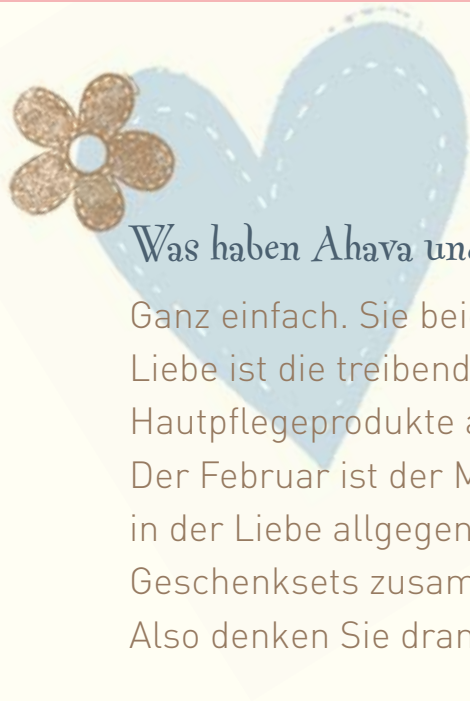 Was haben Ahava und
Ganz einfach. Sie bei
Liebe ist die treibend
Hautpflegeprodukte a
Der Februar ist der M
in der Liebe allgegen
Geschenksets zusam
Also denken Sie dran